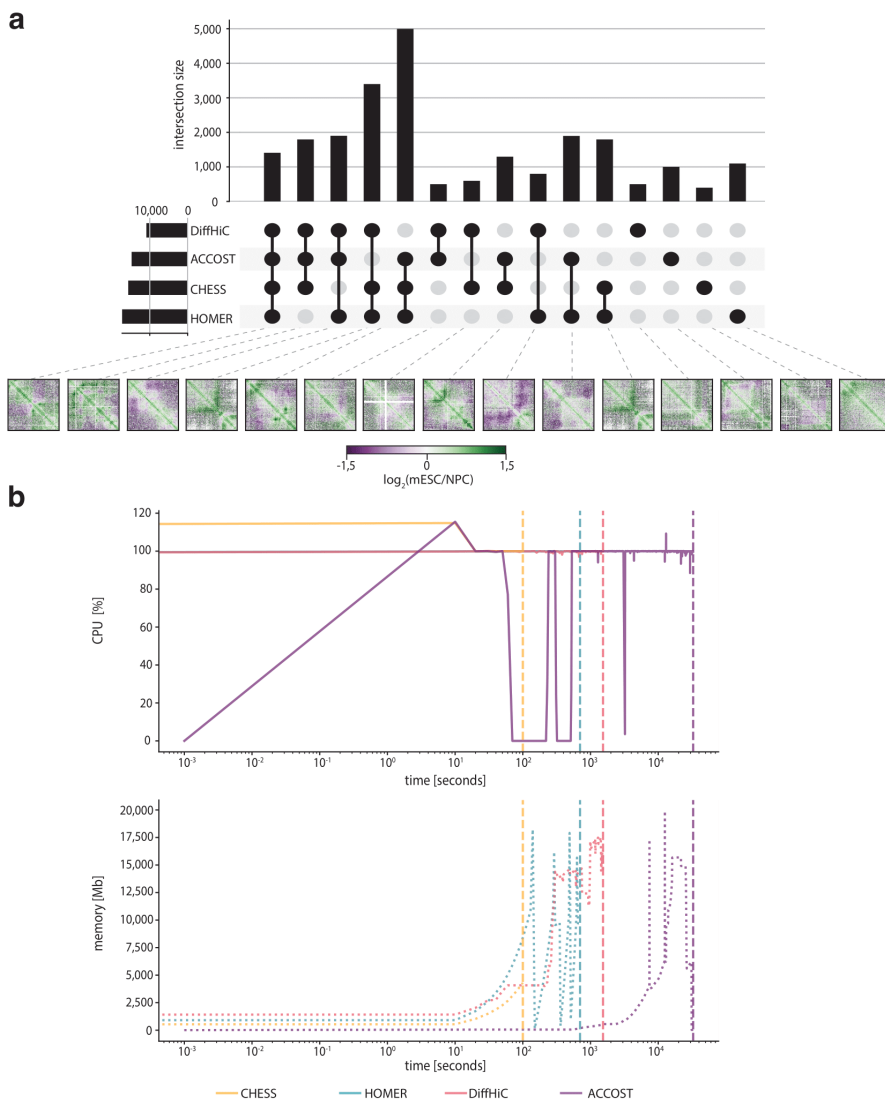 a
intersection size
5,000
4,000
3,000
2,000
1,000
0
10,000 0
DiffHiC
ACCOST
CHESS
HOMER
-1,5 0 1,5
log₂(mESC/NPC)
b
CPU [%]
120
100
80
60
40
20
0
10⁻³ 10⁻² 10⁻¹ 10⁰ 10¹ 10² 10³ 10⁴
time [seconds]
memory [Mb]
20,000
17,500
15,000
12,500
10,000
7,500
5,000
2,500
0
10⁻³ 10⁻² 10⁻¹ 10⁰ 10¹ 10² 10³ 10⁴
time [seconds]
CHESS HOMER DiffHiC ACCOST